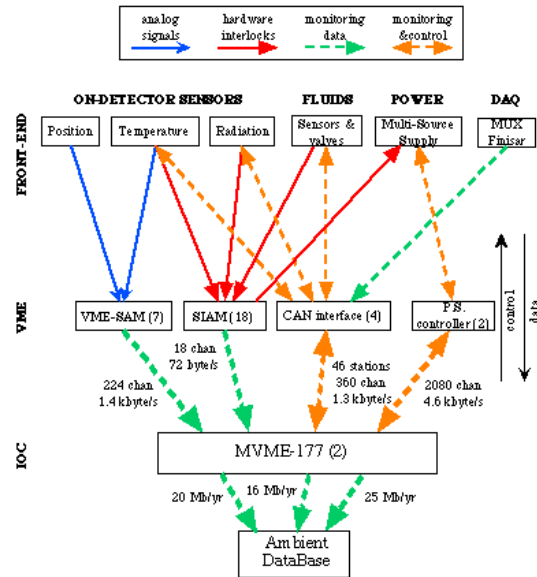 analog signals
hardware interlocks
monitoring data
monitoring &control
ON-DETECTOR SENSORS
FLUIDS
POWER
DAQ
FRONT-END
Position
Temperature
Radiation
Sensors & valves
Multi-Source Supply
MUX Finisar
VME
VME-SAM (7)
SIAM (18)
CAN interface (4)
P.S. controller (2)
control
data
18 chan
72 byte/s
224 chan
1.4 kbyte/s
46 stations
360 chan
1.3 kbyte/s
2080 chan
4.6 kbyte/s
IOC
MVME-177 (2)
20 Mb/yr
16 Mb/yr
25 Mb/yr
Ambient
DataBase